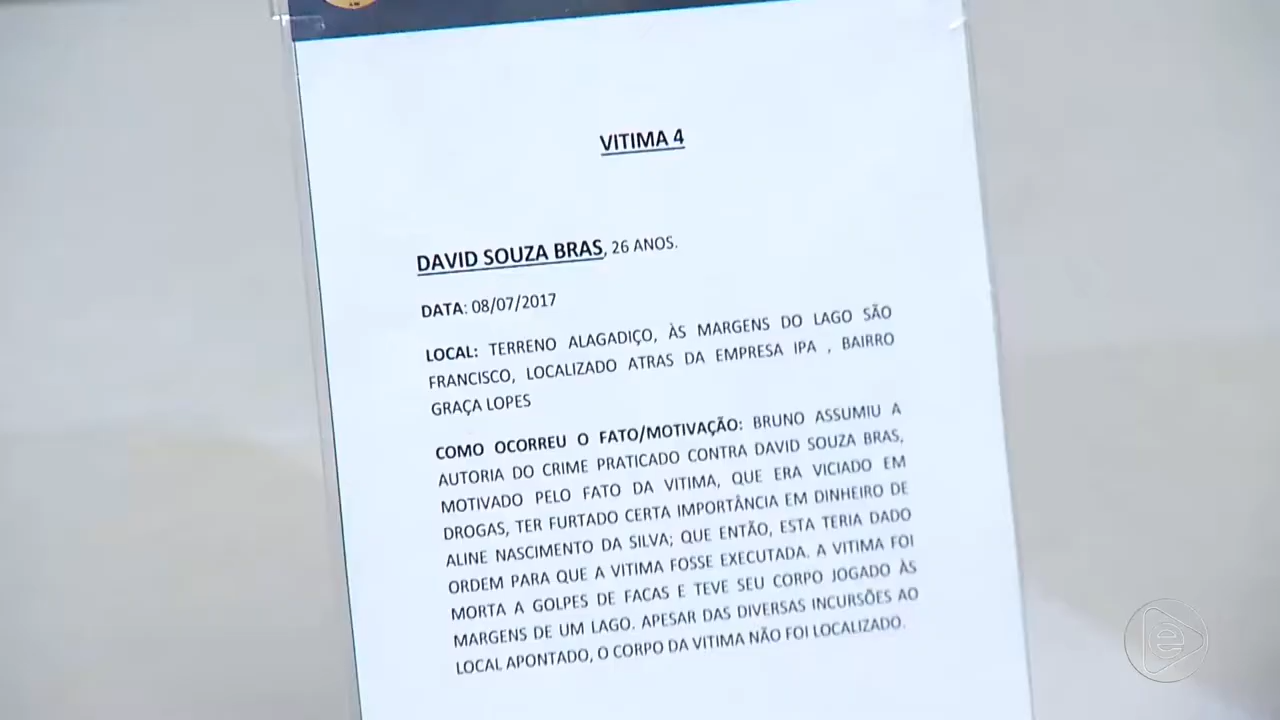 VITIMA 4
DAVID SOUZA BRAS, 26 ANOS.
DATA: 08/07/2017
LOCAL: TERRENO ALAGADIÇO, ÀS MARGENS DO LAGO SÃO
FRANCISCO, LOCALIZADO ATRAS DA EMPRESA IPA , BAIRRO
GRAÇA LOPES
COMO OCORREU O FATO/MOTIVAÇÃO: BRUNO ASSUMIU A
AUTORIA DO CRIME PRATICADO CONTRA DAVID SOUZA BRAS,
MOTIVADO PELO FATO DA VITIMA, QUE ERA VICIADO EM
DROGAS, TER FURTADO CERTA IMPORTÂNCIA EM DINHEIRO DE
ALINE NASCIMENTO DA SILVA; QUE ENTÃO, ESTA TERIA DADO
ORDEM PARA QUE A VITIMA FOSSE EXECUTADA. A VITIMA FOI
MORTA A GOLPES DE FACAS E TEVE SEU CORPO JOGADO ÀS
MARGENS DE UM LAGO. APESAR DAS DIVERSAS INCURSÕES AO
LOCAL APONTADO, O CORPO DA VITIMA NÃO FOI LOCALIZADO.
e